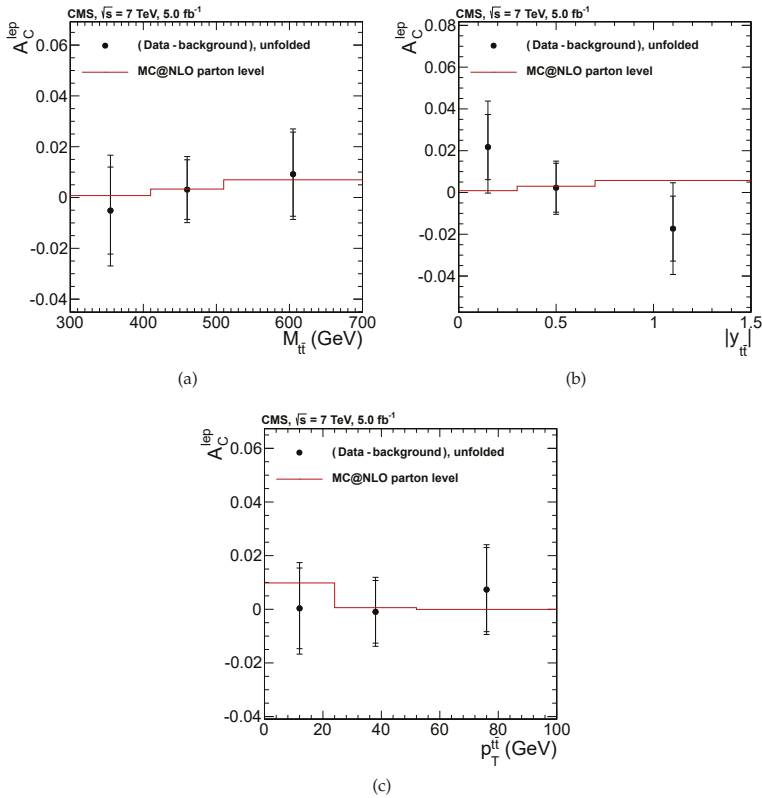 CMS, √s = 7 TeV, 5.0 fb⁻¹
A_C^lep
0.06
0.04
0.02
0
-0.02
-0.04
(Data - background), unfolded
MC@NLO parton level
300 400 500 600 700
M_tt̄ (GeV)
(a)
CMS, √s = 7 TeV, 5.0 fb⁻¹
A_C^lep
0.08
0.06
0.04
0.02
0
-0.02
-0.04
(Data - background), unfolded
MC@NLO parton level
0 0.5 1 1.5
|y_tt̄|
(b)
CMS, √s = 7 TeV, 5.0 fb⁻¹
A_C^lep
0.06
0.04
0.02
0
-0.02
-0.04
(Data - background), unfolded
MC@NLO parton level
0 20 40 60 80 100
p_T^tt̄ (GeV)
(c)